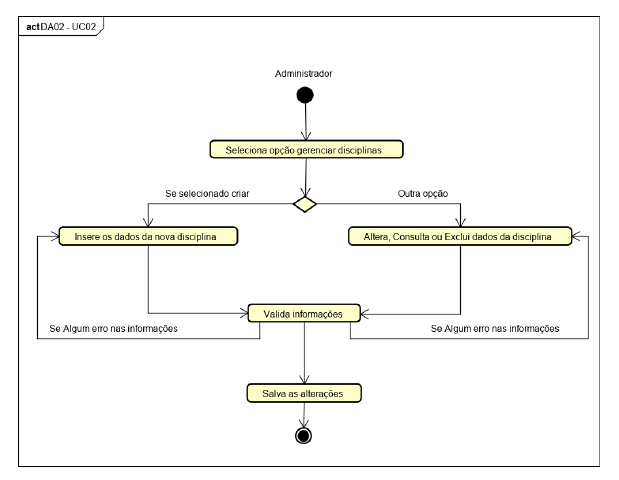 act DA02 - UC02
Administrador
Seleciona opção gerenciar disciplinas
Se selecionado criar
Outra opção
Insere os dados da nova disciplina
Altera, Consulta ou Exclui dados da disciplina
Valida informações
Se Algum erro nas informações
Se Algum erro nas informações
Salva as alterações